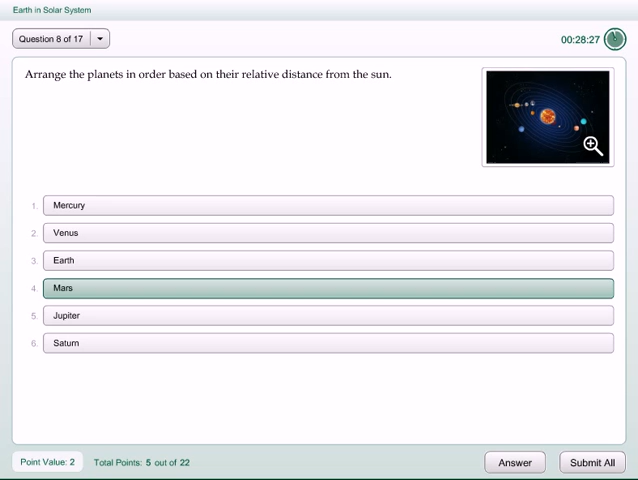 Earth in Solar System
Question 8 of 17
00:28:27
Arrange the planets in order based on their relative distance from the sun.
1. Mercury
2. Venus
3. Earth
4. Mars
5. Jupiter
6. Saturn
Point Value: 2 Total Points: 5 out of 22 Answer Submit All